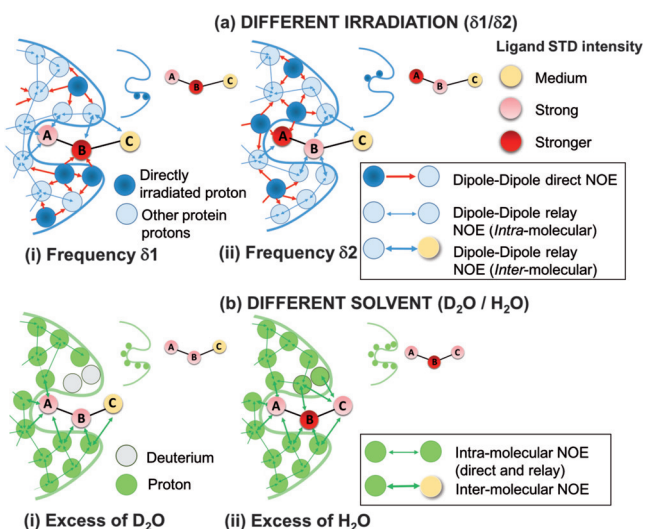 (a) DIFFERENT IRRADIATION (δ1/δ2)
Ligand STD intensity
A
B
C
A
B
C
Medium
Strong
Stronger
A
B
C
A
B
C
Directly
irradiated proton
Other protein
protons
Dipole-Dipole direct NOE
Dipole-Dipole relay
NOE (Intra-molecular)
Dipole-Dipole relay
NOE (Inter-molecular)
(i) Frequency δ1
(ii) Frequency δ2
(b) DIFFERENT SOLVENT (D₂O / H₂O)
A
B
C
A
B
C
A
B
C
A
B
C
Deuterium
Proton
Intra-molecular NOE
(direct and relay)
Inter-molecular NOE
(i) Excess of D₂O
(ii) Excess of H₂O